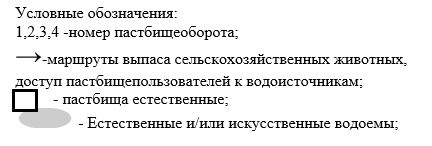 Условные обозначения:
1,2,3,4 -номер пастбищеоборота;
→-маршруты выпаса сельскохозяйственных животных,
доступ пастбищепользователей к водоисточникам;
- пастбища естественные;
- Естественные и/или искусственные водоемы;